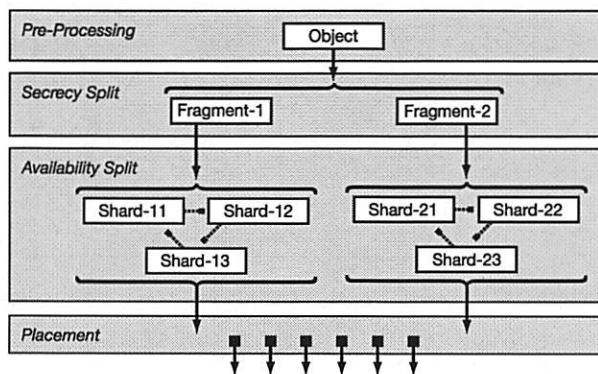 Pre-Processing
Object
Secrecy Split
Fragment-1 Fragment-2
Availability Split
Shard-11 Shard-12 Shard-21 Shard-22
Shard-13 Shard-23
Placement